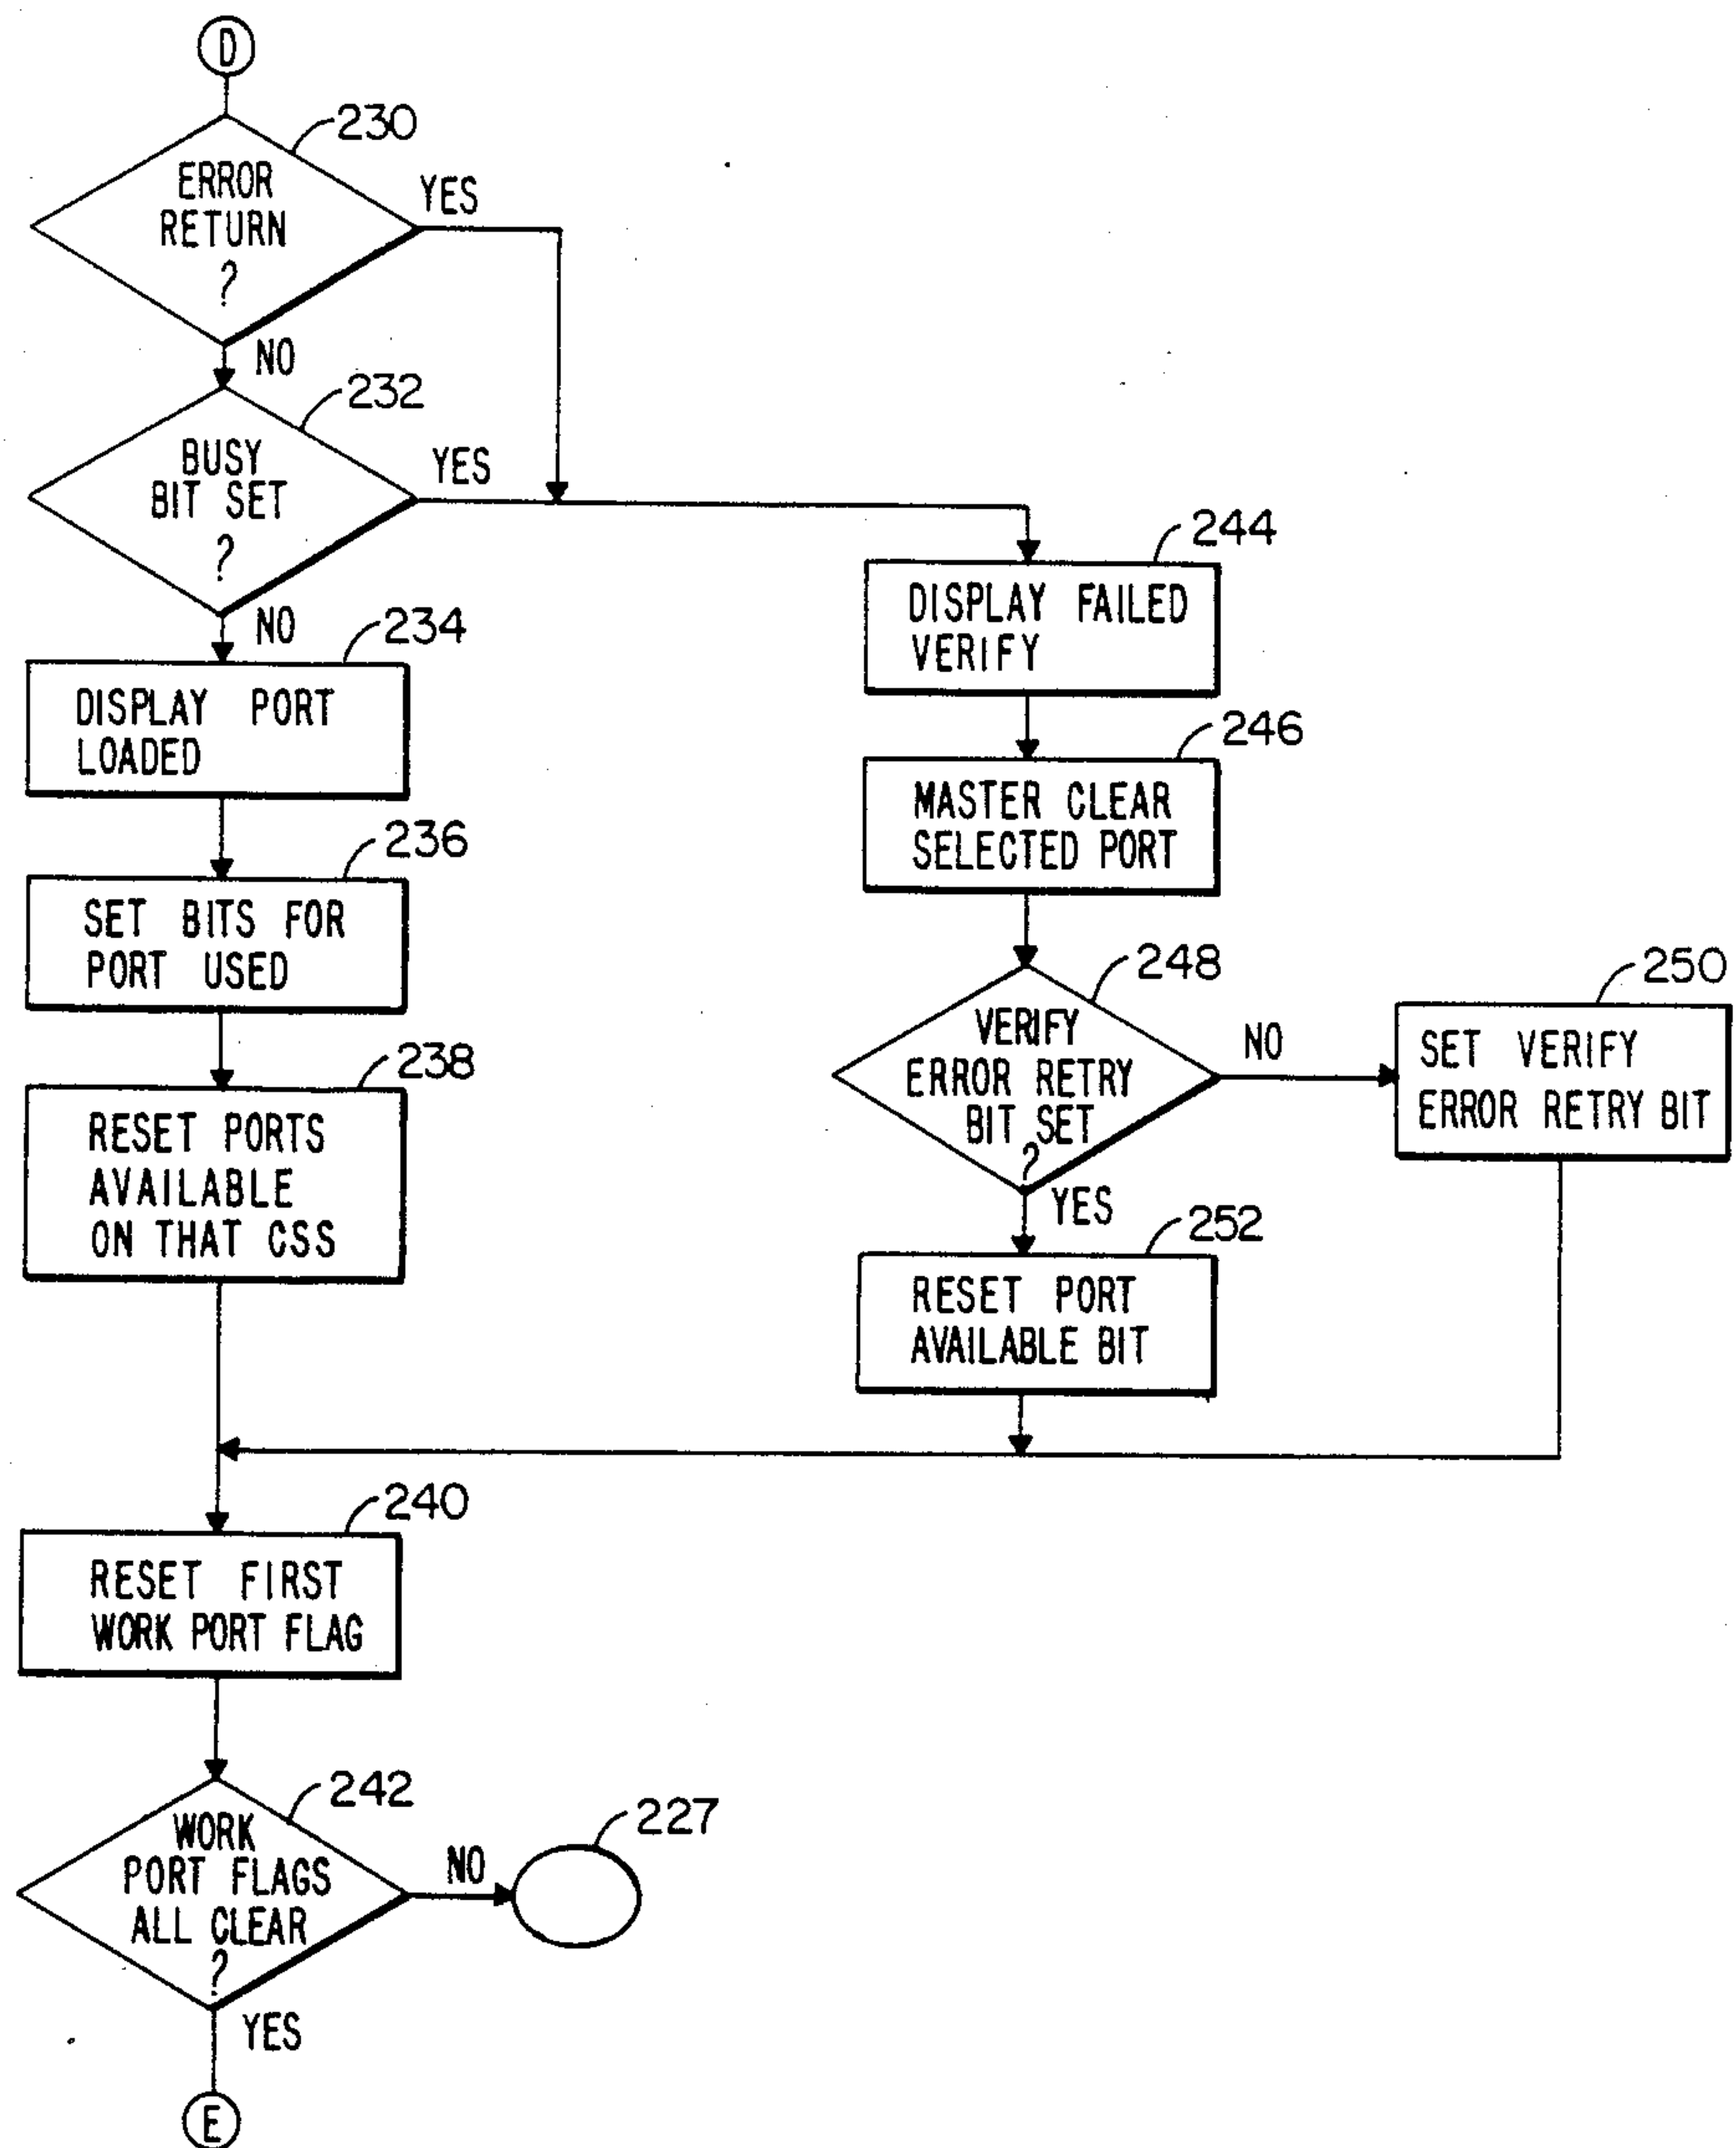 D
230
ERROR
RETURN
?
YES
NO
232
BUSY
BIT SET
?
YES
NO
234
DISPLAY PORT
LOADED
236
SET BITS FOR
PORT USED
238
RESET PORTS
AVAILABLE
ON THAT CSS
244
DISPLAY FAILED
VERIFY
246
MASTER CLEAR
SELECTED PORT
248
VERIFY
ERROR RETRY
BIT SET
?
NO
YES
250
SET VERIFY
ERROR RETRY BIT
252
RESET PORT
AVAILABLE BIT
240
RESET FIRST
WORK PORT FLAG
242
WORK
PORT FLAGS
ALL CLEAR
?
NO
227
YES
E